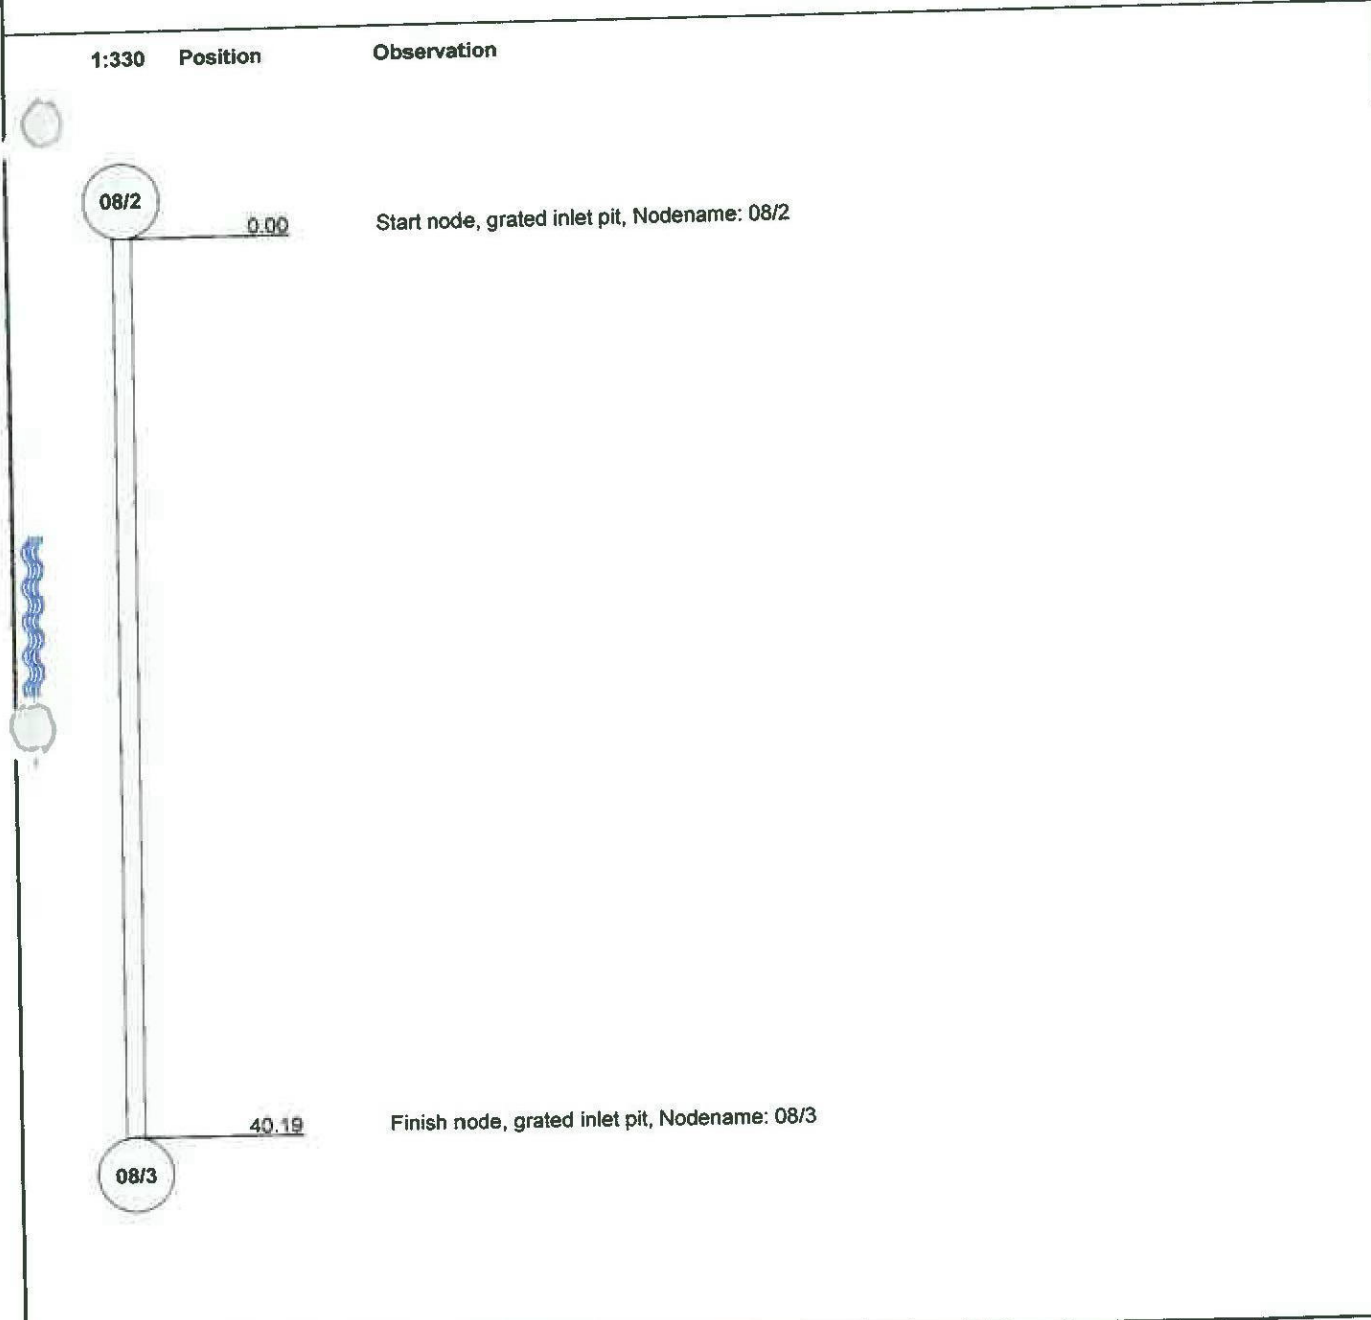 1:330 Position Observation
08/2
0.00 Start node, grated inlet pit, Nodename: 08/2
40.19 Finish node, grated inlet pit, Nodename: 08/3
08/3